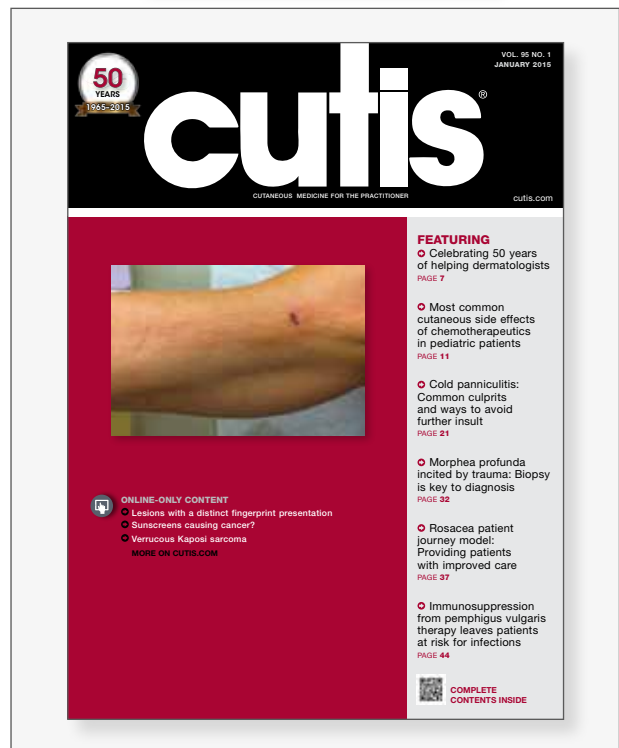 50
YEARS
1965-2015
VOL. 95 NO. 1
JANUARY 2015
cutis®
CUTANEOUS MEDICINE FOR THE PRACTITIONER
cutis.com
FEATURING
Celebrating 50 years
of helping dermatologists
PAGE 7
Most common
cutaneous side effects
of chemotherapeutics
in pediatric patients
PAGE 11
Cold panniculitis:
Common culprits
and ways to avoid
further insult
PAGE 21
Morphea profunda
incited by trauma: Biopsy
is key to diagnosis
PAGE 32
Rosacea patient
journey model:
Providing patients
with improved care
PAGE 37
Immunosuppression
from pemphigus vulgaris
therapy leaves patients
at risk for infections
PAGE 44
COMPLETE
CONTENTS INSIDE
ONLINE-ONLY CONTENT
Lesions with a distinct fingerprint presentation
Sunscreens causing cancer?
Verrucous Kaposi sarcoma
MORE ON CUTIS.COM